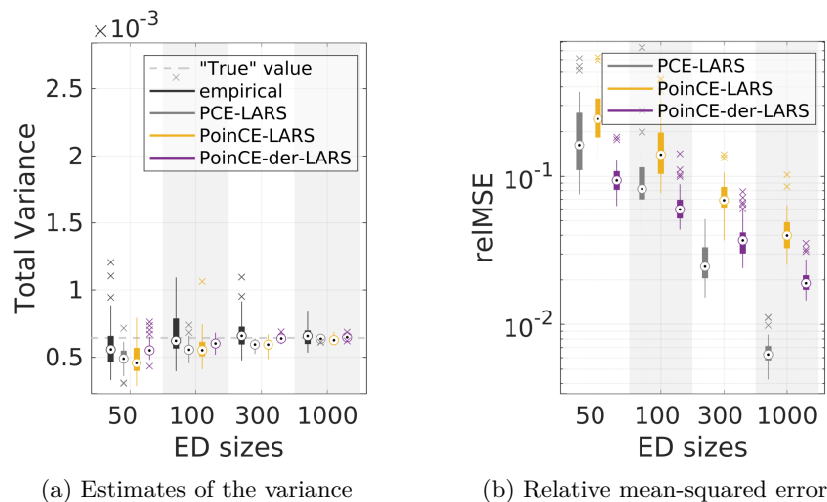 ×10⁻³
"True" value
empirical
PCE-LARS
PoinCE-LARS
PoinCE-der-LARS
Total Variance
2.5
2
1.5
1
0.5
50 100 300 1000
ED sizes
(a) Estimates of the variance
PCE-LARS
PoinCE-LARS
PoinCE-der-LARS
relMSE
10⁻¹
10⁻²
50 100 300 1000
ED sizes
(b) Relative mean-squared error